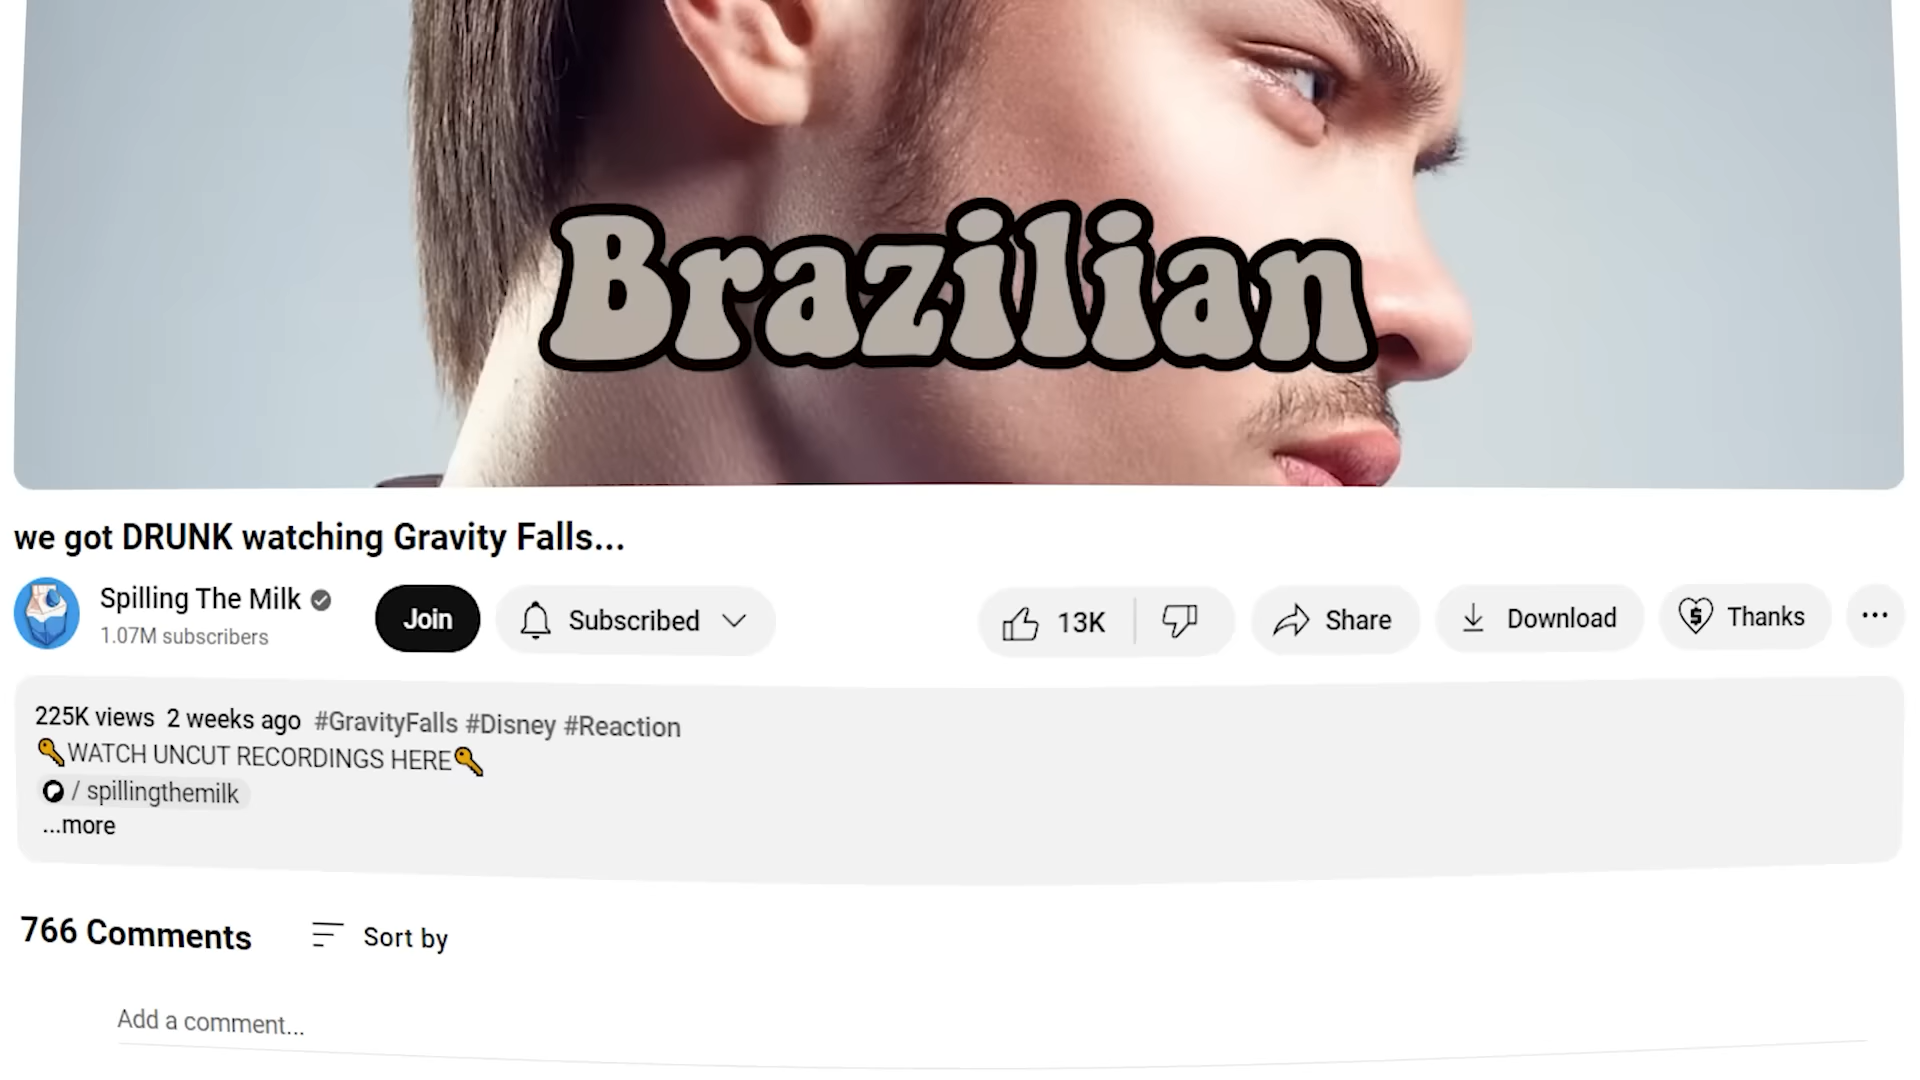 Brazilian
we got DRUNK watching Gravity Falls...
Spilling The Milk
1.07M subscribers
Join
Subscribed
13K
Share
Download
Thanks
225K views 2 weeks ago #GravityFalls #Disney #Reaction
🔑WATCH UNCUT RECORDINGS HERE🔑
/ spillingthemilk
...more
766 Comments
Sort by
Add a comment...